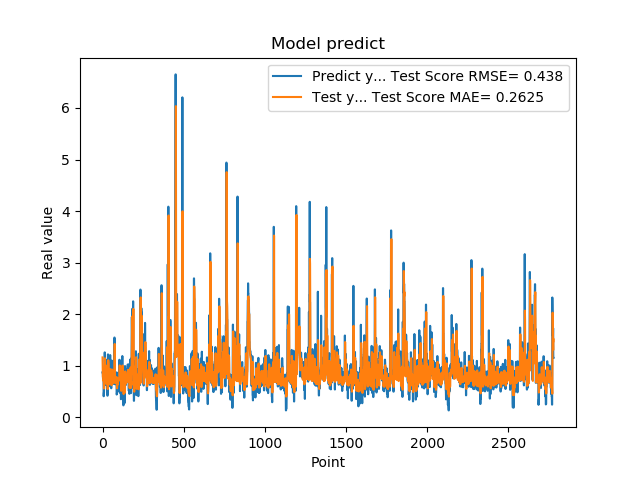 Model predict
Predict y... Test Score RMSE= 0.438
Test y... Test Score MAE= 0.2625
Real value
6
5
4
3
2
1
0
0 500 1000 1500 2000 2500
Point